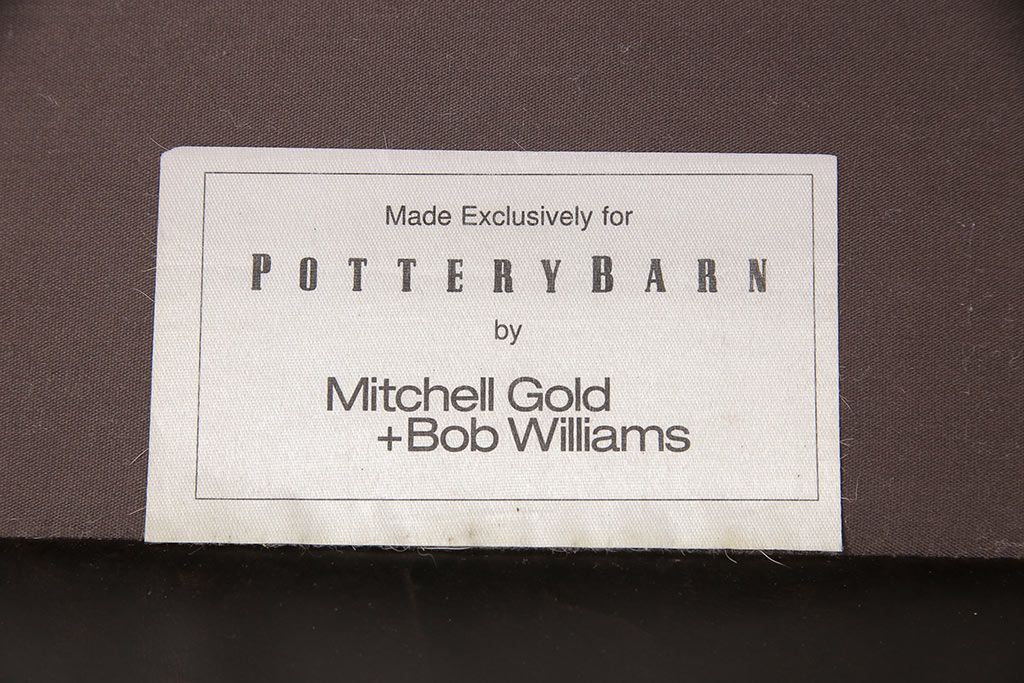 Made Exclusively for
POTTERYBARN
by
Mitchell Gold
+Bob Williams